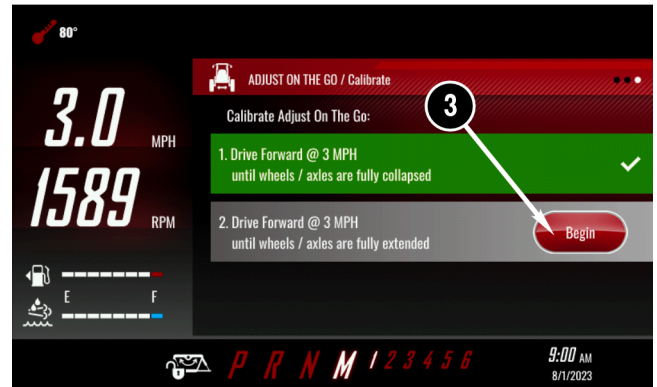 80°
ADJUST ON THE GO / Calibrate
3
Calibrate Adjust On The Go:
3.0 MPH
1. Drive Forward @ 3 MPH
until wheels / axles are fully collapsed
1589 RPM
2. Drive Forward @ 3 MPH
until wheels / axles are fully extended
Begin
E F
P R N M 1 2 3 4 5 6
9:00 AM
8/1/2023